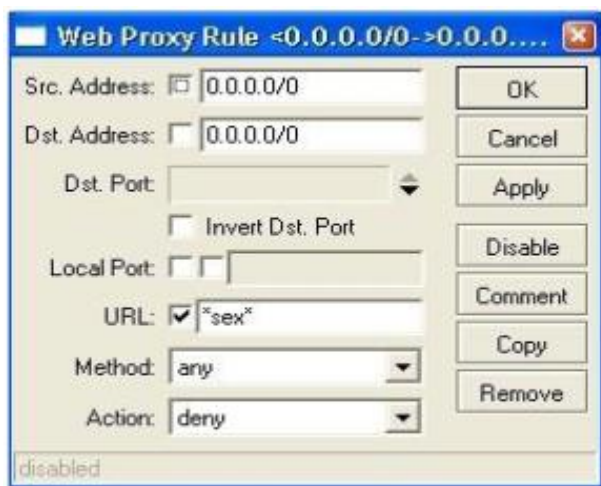 Web Proxy Rule <0.0.0.0/0->0.0.0....
Src. Address: 0.0.0.0/0
OK
Dst. Address: 0.0.0.0/0
Cancel
Dst. Port:
Apply
Invert Dst. Port
Disable
Local Port:
Comment
URL: *sex*
Copy
Method: any
Remove
Action: deny
disabled